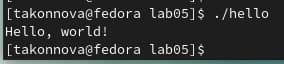 [takonnova@fedora lab05]$ ./hello
Hello, world!
[takonnova@fedora lab05]$